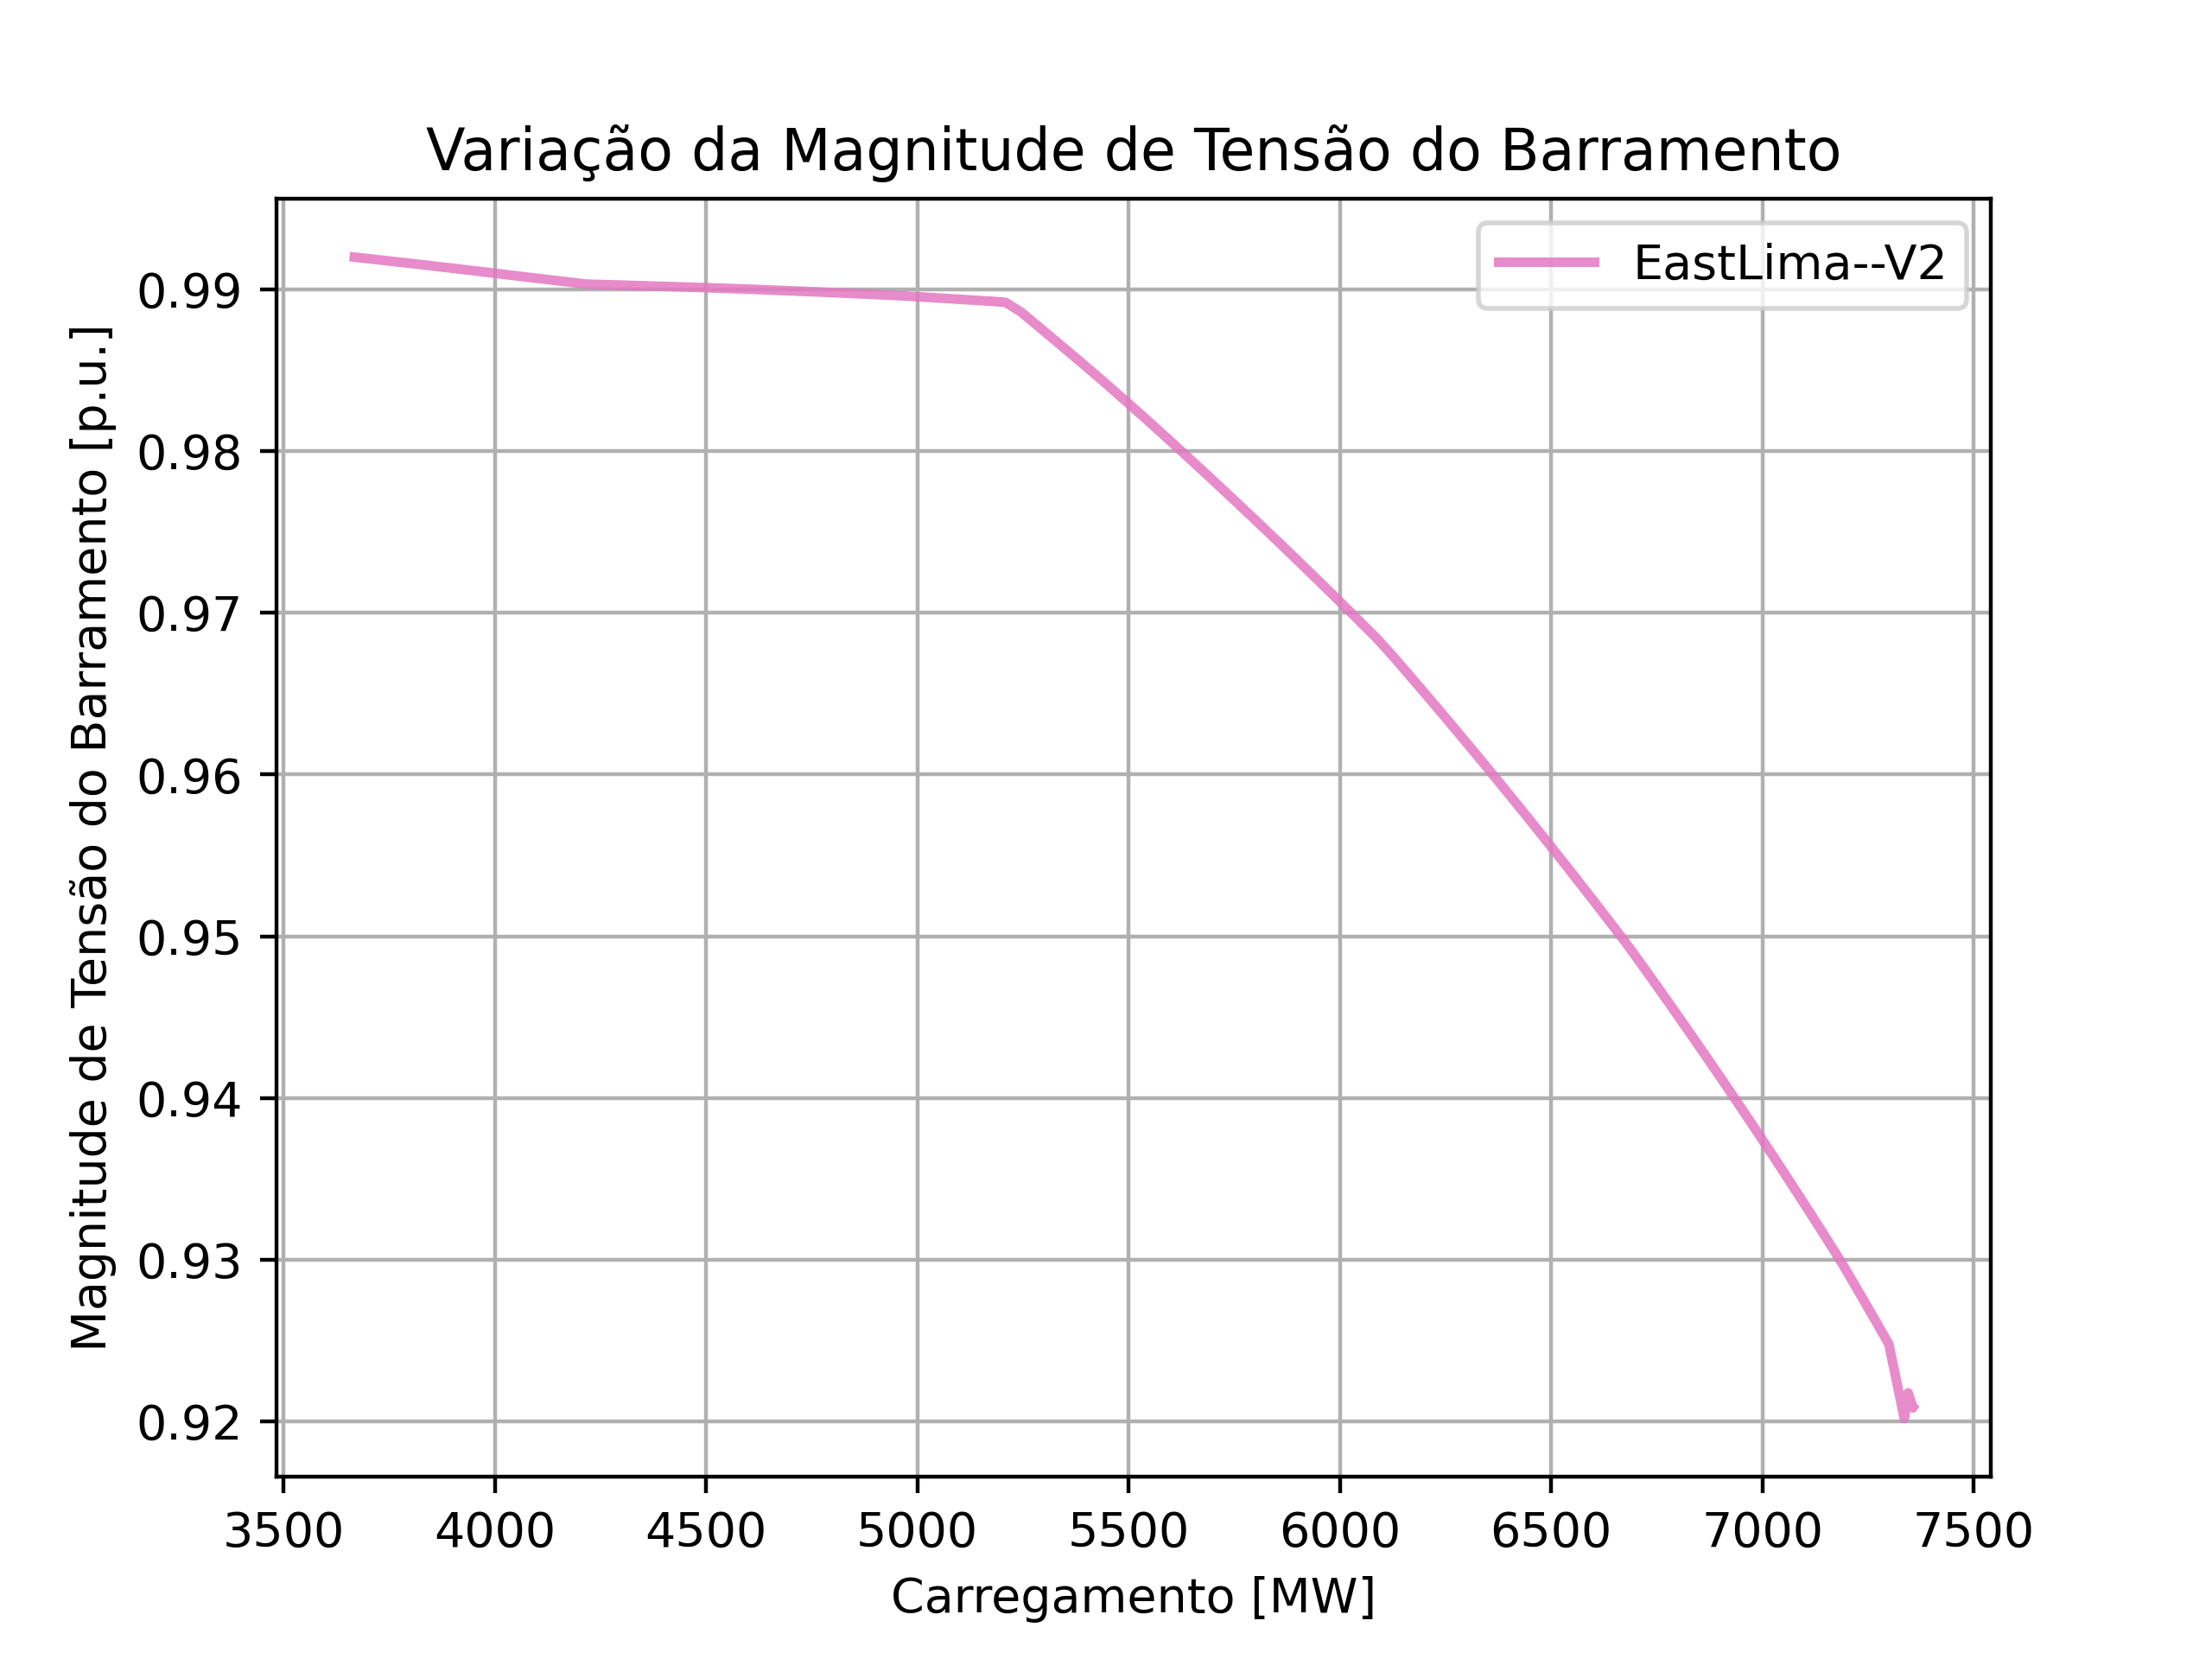 Variação da Magnitude de Tensão do Barramento
EastLima--V2
Magnitude de Tensão do Barramento [p.u.]
0.99
0.98
0.97
0.96
0.95
0.94
0.93
0.92
3500 4000 4500 5000 5500 6000 6500 7000 7500
Carregamento [MW]